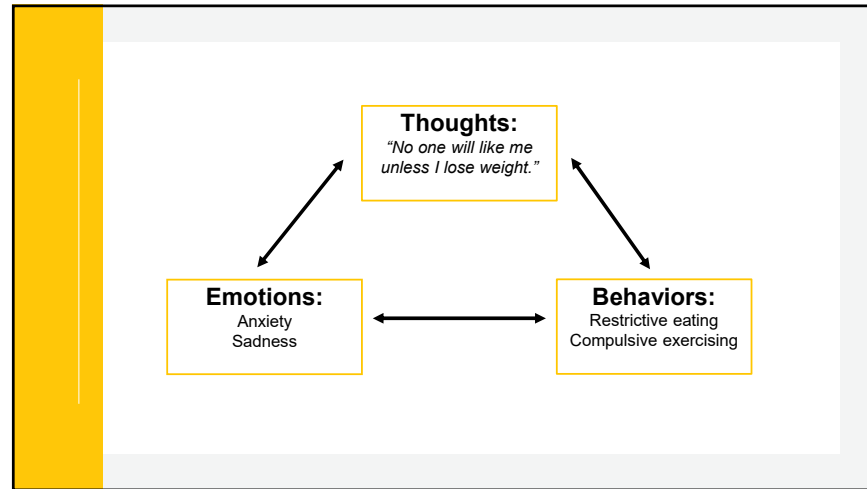 Thoughts:
“No one will like me
unless I lose weight.”
Emotions:
Anxiety
Sadness
Behaviors:
Restrictive eating
Compulsive exercising